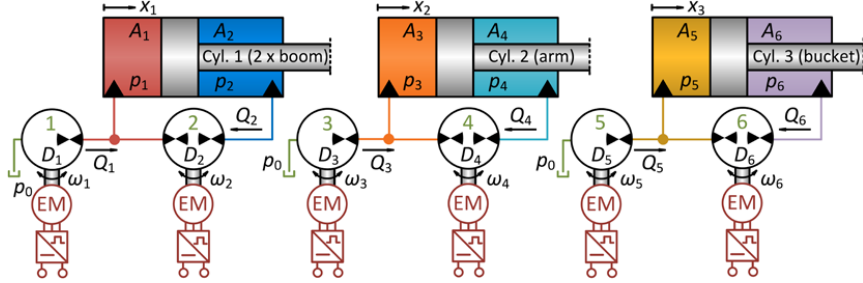 x₁ x₂ x₃
A₁ A₂ A₃ A₄ A₅ A₆
Cyl. 1 (2 x boom) Cyl. 2 (arm) Cyl. 3 (bucket)
p₁ p₂ p₃ p₄ p₅ p₆
1 2 Q₂ 3 4 Q₄ 5 6 Q₆
D₁ Q₁ D₂ D₃ Q₃ D₄ D₅ Q₅ D₆
p₀ ω₁ ω₂ p₀ ω₃ ω₄ p₀ ω₅ ω₆
EM EM EM EM EM EM